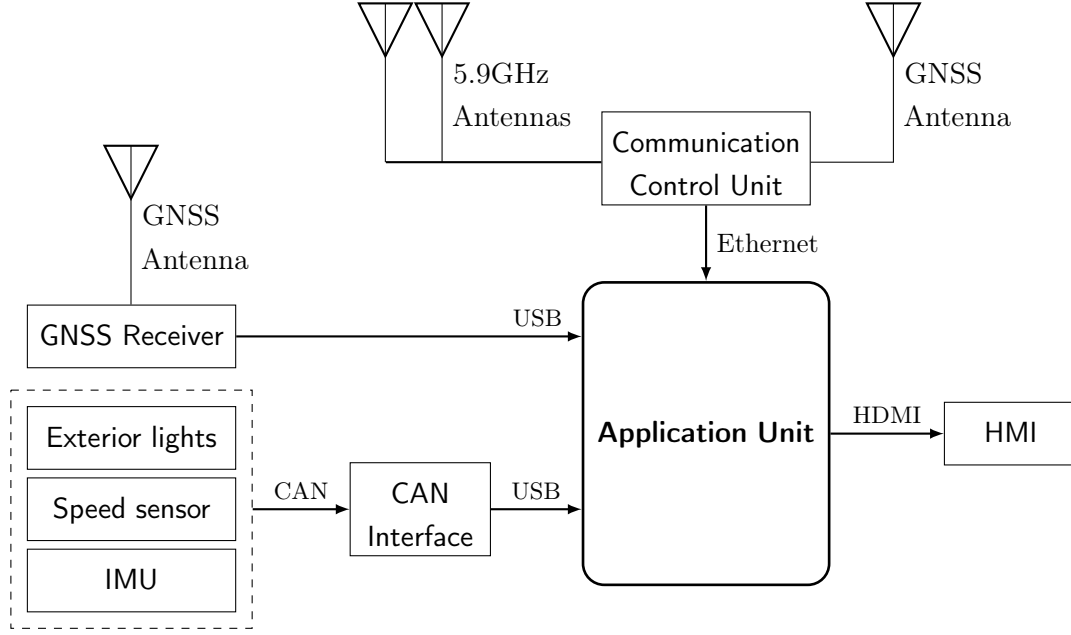 5.9GHz
Antennas
GNSS
Antenna
Communication
Control Unit
GNSS
Antenna
Ethernet
GNSS Receiver
USB
Application Unit
HDMI
HMI
Exterior lights
Speed sensor
IMU
CAN
CAN
Interface
USB